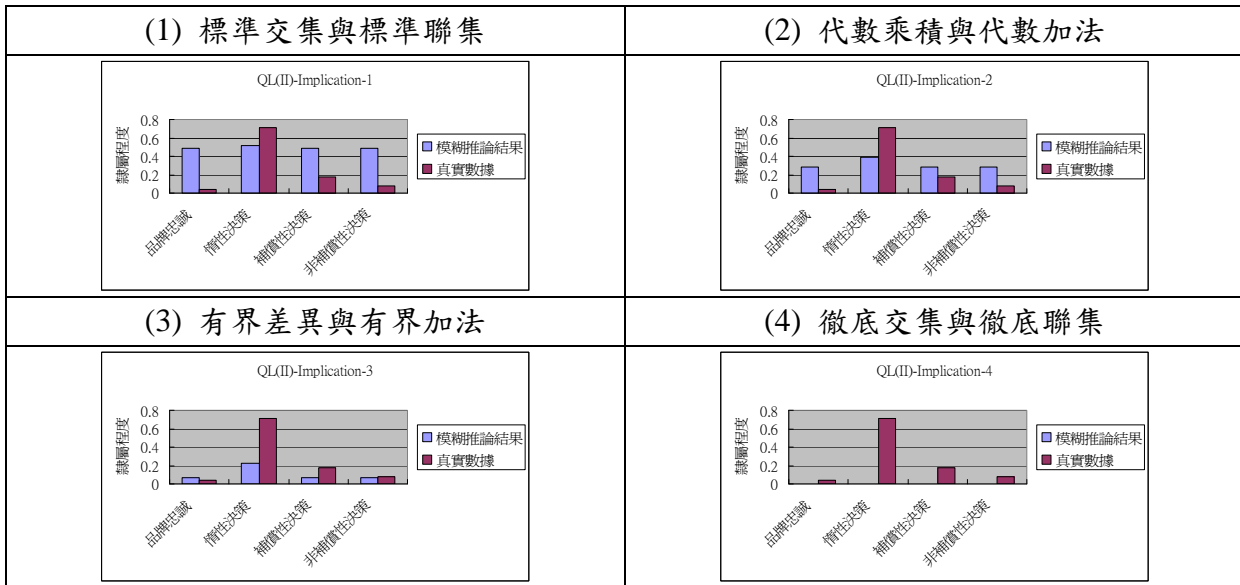 (1) 標準交集與標準聯集
(2) 代數乘積與代數加法
QL(II)-Implication-1
隸屬程度
0.8
0.6
0.4
0.2
0
品牌忠誠
惰性決策
補償性決策
非補償性決策
模糊推論結果
真實數據
QL(II)-Implication-2
隸屬程度
0.8
0.6
0.4
0.2
0
品牌忠誠
惰性決策
補償性決策
非補償性決策
模糊推論結果
真實數據
(3) 有界差異與有界加法
(4) 徹底交集與徹底聯集
QL(II)-Implication-3
隸屬程度
0.8
0.6
0.4
0.2
0
品牌忠誠
惰性決策
補償性決策
非補償性決策
模糊推論結果
真實數據
QL(II)-Implication-4
隸屬程度
0.8
0.6
0.4
0.2
0
品牌忠誠
惰性決策
補償性決策
非補償性決策
模糊推論結果
真實數據